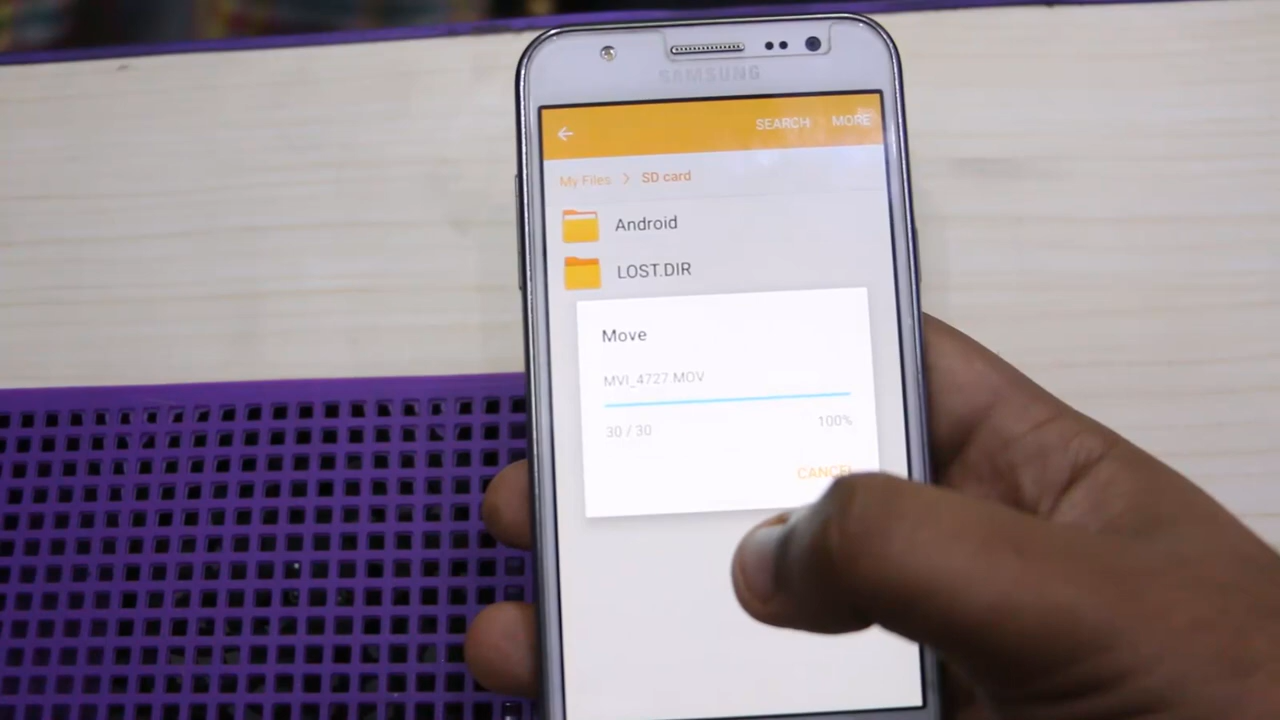 SAMSUNG
SEARCH MORE
My Files > SD card
Android
LOST.DIR
Move
MVI_4727.MOV
30 / 30 100%
CANCEL